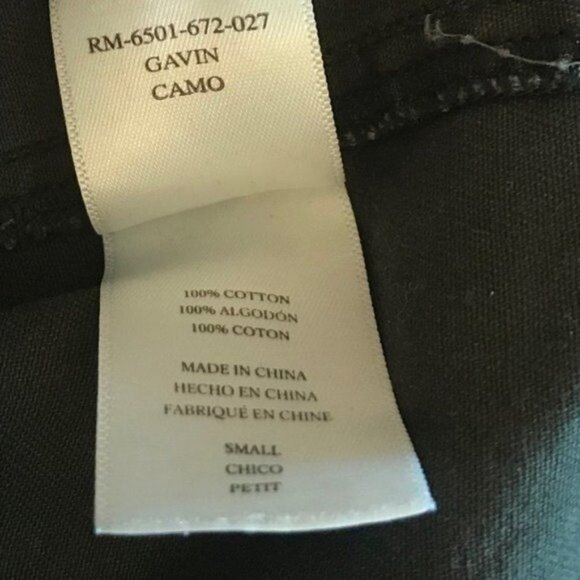 RM-6501-672-027
GAVIN
CAMO
100% COTTON
100% ALGODÓN
100% COTON
MADE IN CHINA
HECHO EN CHINA
FABRIQUÉ EN CHINE
SMALL
CHICO
PETIT